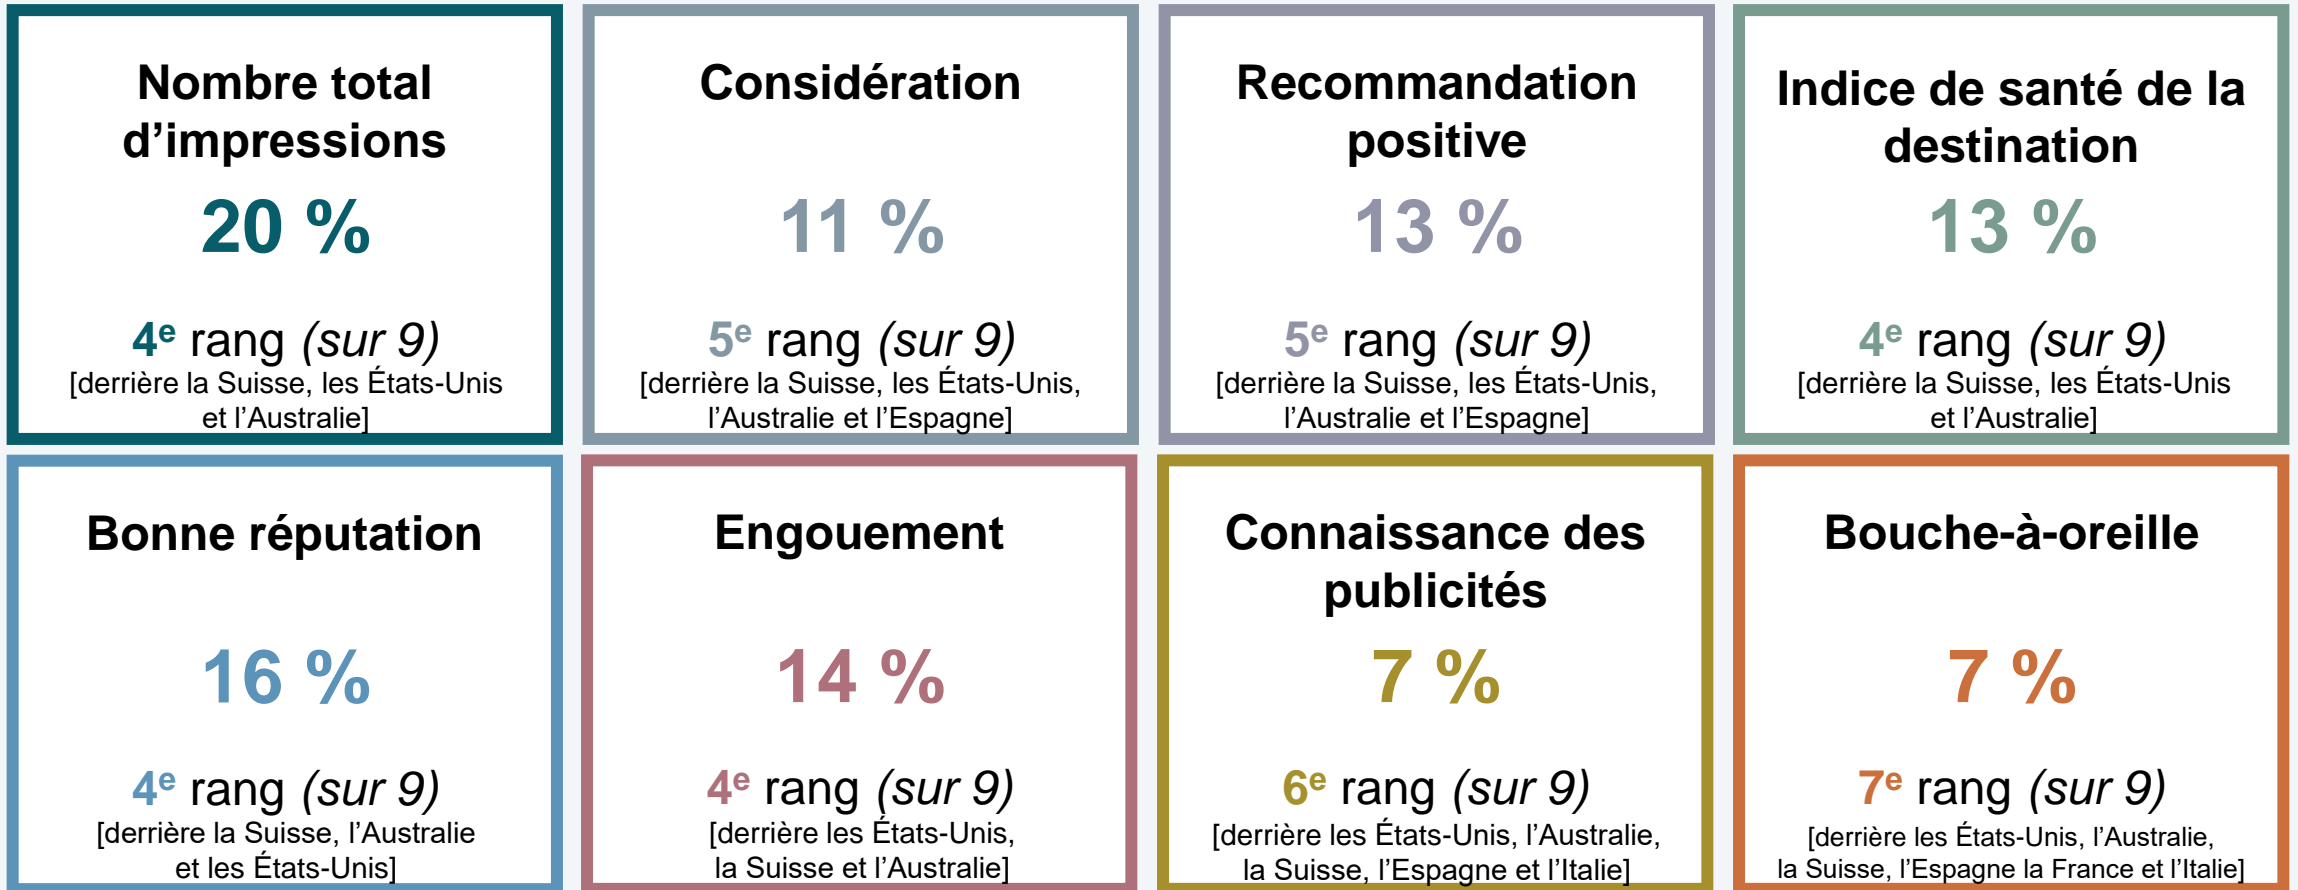 Nombre total
d’impressions
20 %
4e rang (sur 9)
[derrière la Suisse, les États-Unis
et l’Australie]
Considération
11 %
5e rang (sur 9)
[derrière la Suisse, les États-Unis,
l’Australie et l’Espagne]
Recommandation
positive
13 %
5e rang (sur 9)
[derrière la Suisse, les États-Unis,
l’Australie et l’Espagne]
Indice de santé de la
destination
13 %
4e rang (sur 9)
[derrière la Suisse, les États-Unis
et l’Australie]
Bonne réputation
16 %
4e rang (sur 9)
[derrière la Suisse, l’Australie
et les États-Unis]
Engouement
14 %
4e rang (sur 9)
[derrière les États-Unis,
la Suisse et l’Australie]
Connaissance des
publicités
7 %
6e rang (sur 9)
[derrière les États-Unis, l’Australie,
la Suisse, l’Espagne et l’Italie]
Bouche-à-oreille
7 %
7e rang (sur 9)
[derrière les États-Unis, l’Australie,
la Suisse, l’Espagne la France et l’Italie]